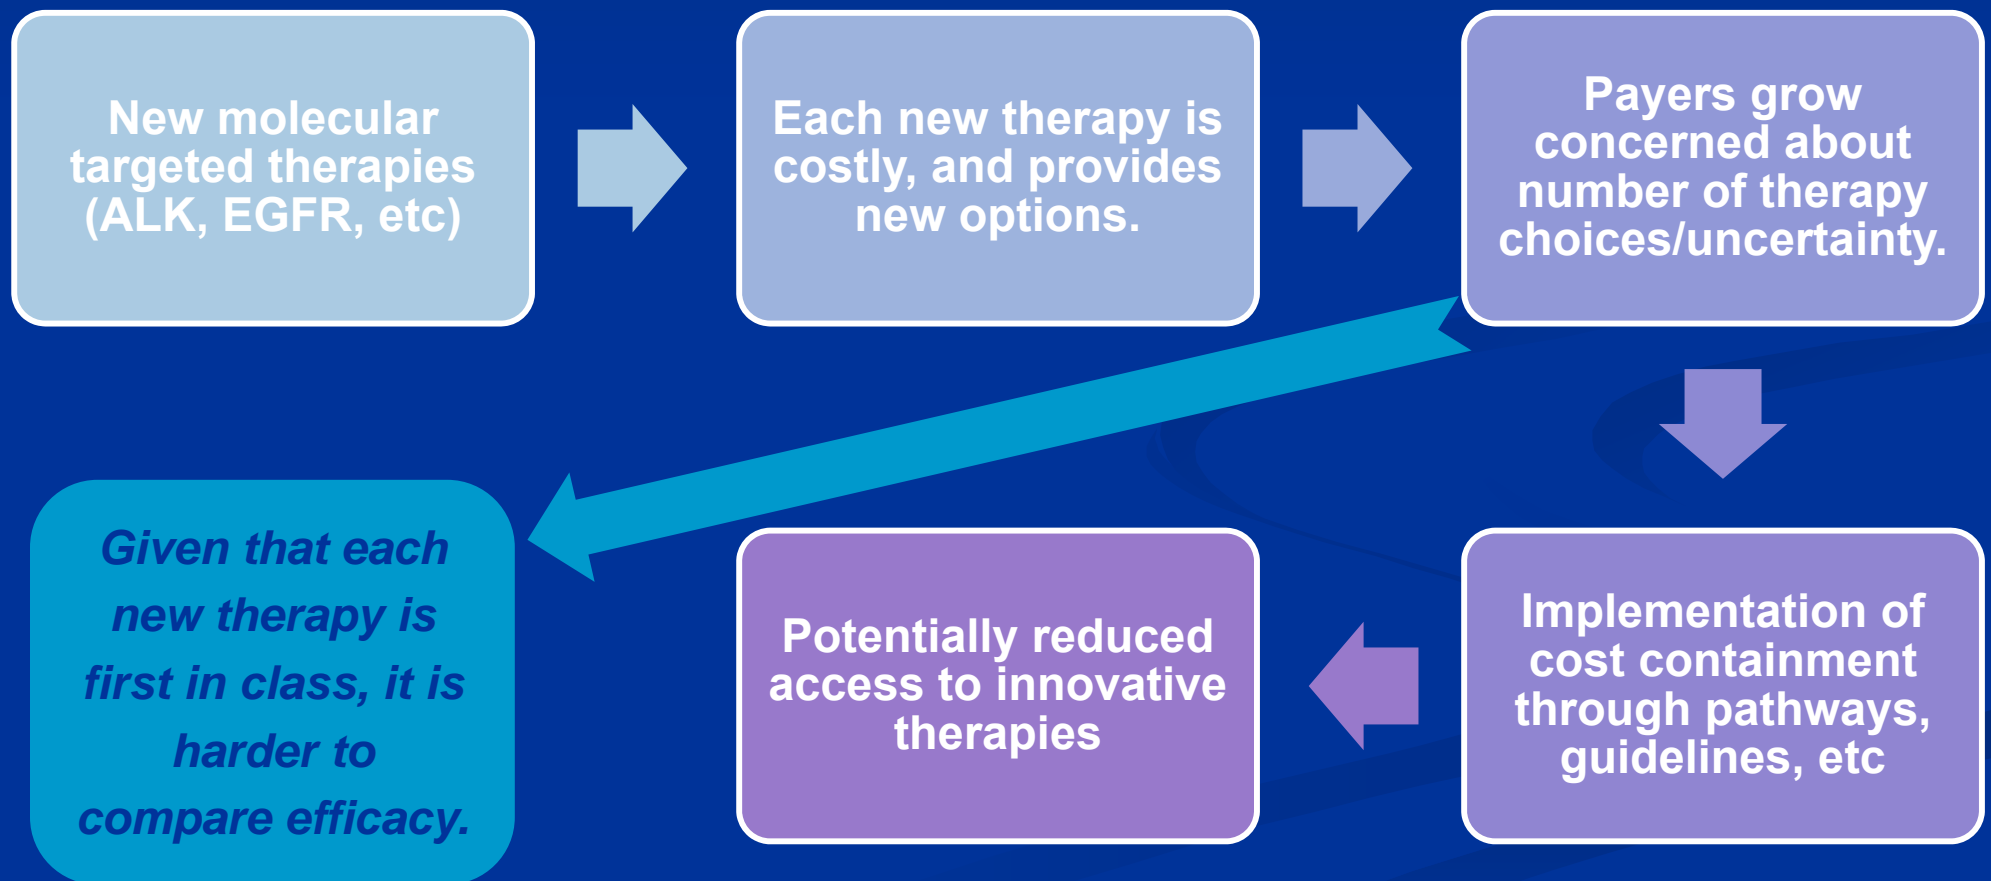 New molecular
targeted therapies
(ALK, EGFR, etc)
Each new therapy is
costly, and provides
new options.
Payers grow
concerned about
number of therapy
choices/uncertainty.
Implementation of
cost containment
through pathways,
guidelines, etc
Potentially reduced
access to innovative
therapies
Given that each
new therapy is
first in class, it is
harder to
compare efficacy.